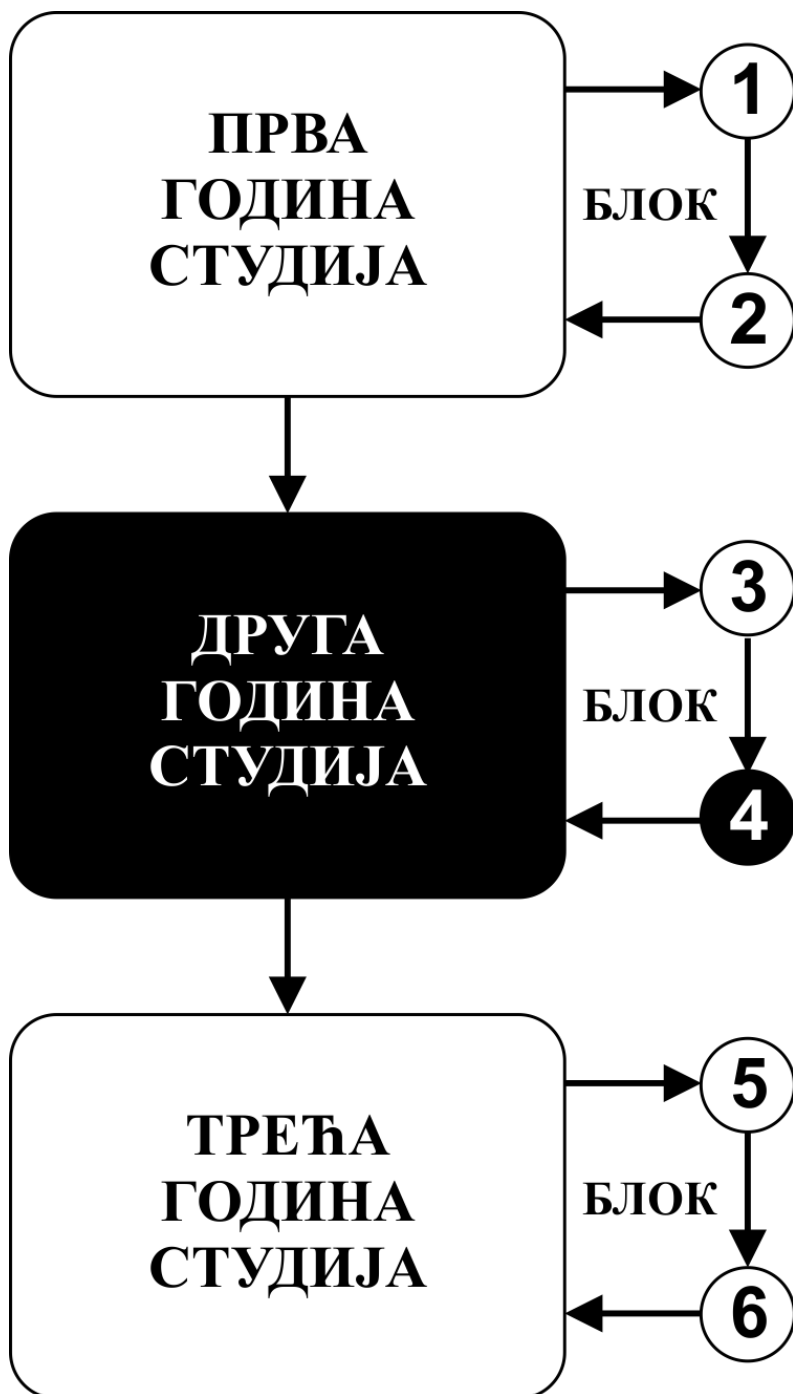 ПРВА
ГОДИНА
СТУДИЈА
1
БЛОК
2
ДРУГА
ГОДИНА
СТУДИЈА
3
БЛОК
4
ТРЕЋА
ГОДИНА
СТУДИЈА
5
БЛОК
6